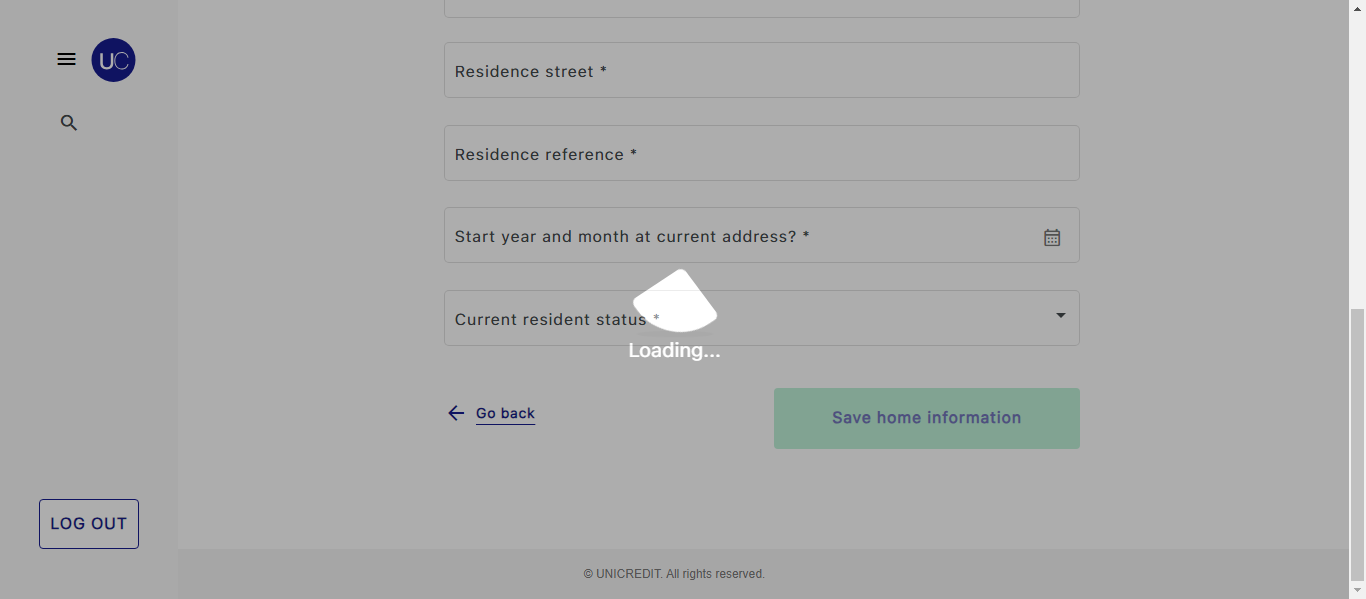 UC
Residence street *
Residence reference *
Start year and month at current address? *
Current resident status *
Loading...
Go back
Save home information
LOG OUT
© UNICREDIT. All rights reserved.